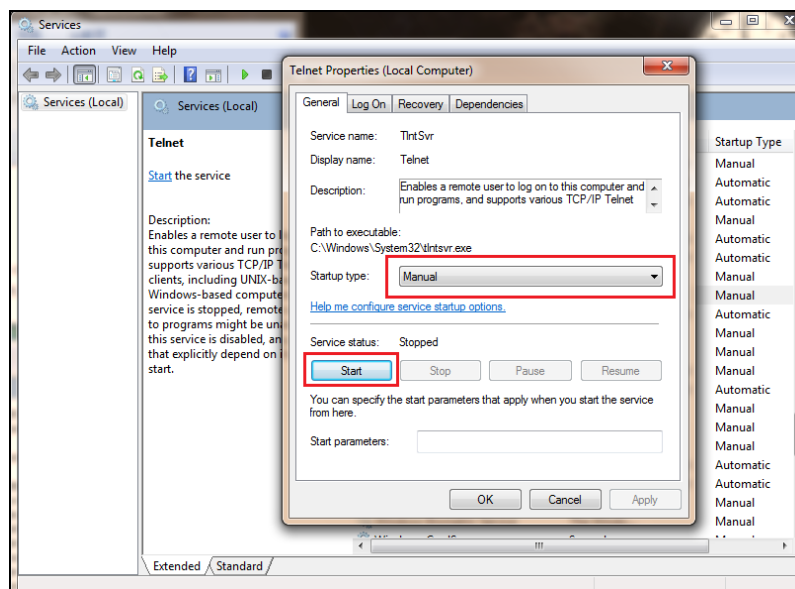 Services
File Action View Help
Services (Local)
Services (Local)
Telnet
Start the service
Description:
Enables a remote user to l
this computer and run pro
supports various TCP/IP T
clients, including UNIX-ba
Windows-based compute
service is stopped, remote
to programs might be una
this service is disabled, an
that explicitly depend on i
start.
Telnet Properties (Local Computer)
General Log On Recovery Dependencies
Service name: TlntSvr
Display name: Telnet
Description: Enables a remote user to log on to this computer and
run programs, and supports various TCP/IP Telnet
Path to executable:
C:\Windows\System32\tlntsvr.exe
Startup type: Manual
Help me configure service startup options.
Service status: Stopped
Start Stop Pause Resume
You can specify the start parameters that apply when you start the service
from here.
Start parameters:
OK Cancel Apply
Startup Type
Manual
Automatic
Automatic
Manual
Automatic
Automatic
Manual
Manual
Automatic
Manual
Manual
Manual
Automatic
Manual
Manual
Manual
Automatic
Automatic
Manual
Manual
Extended Standard